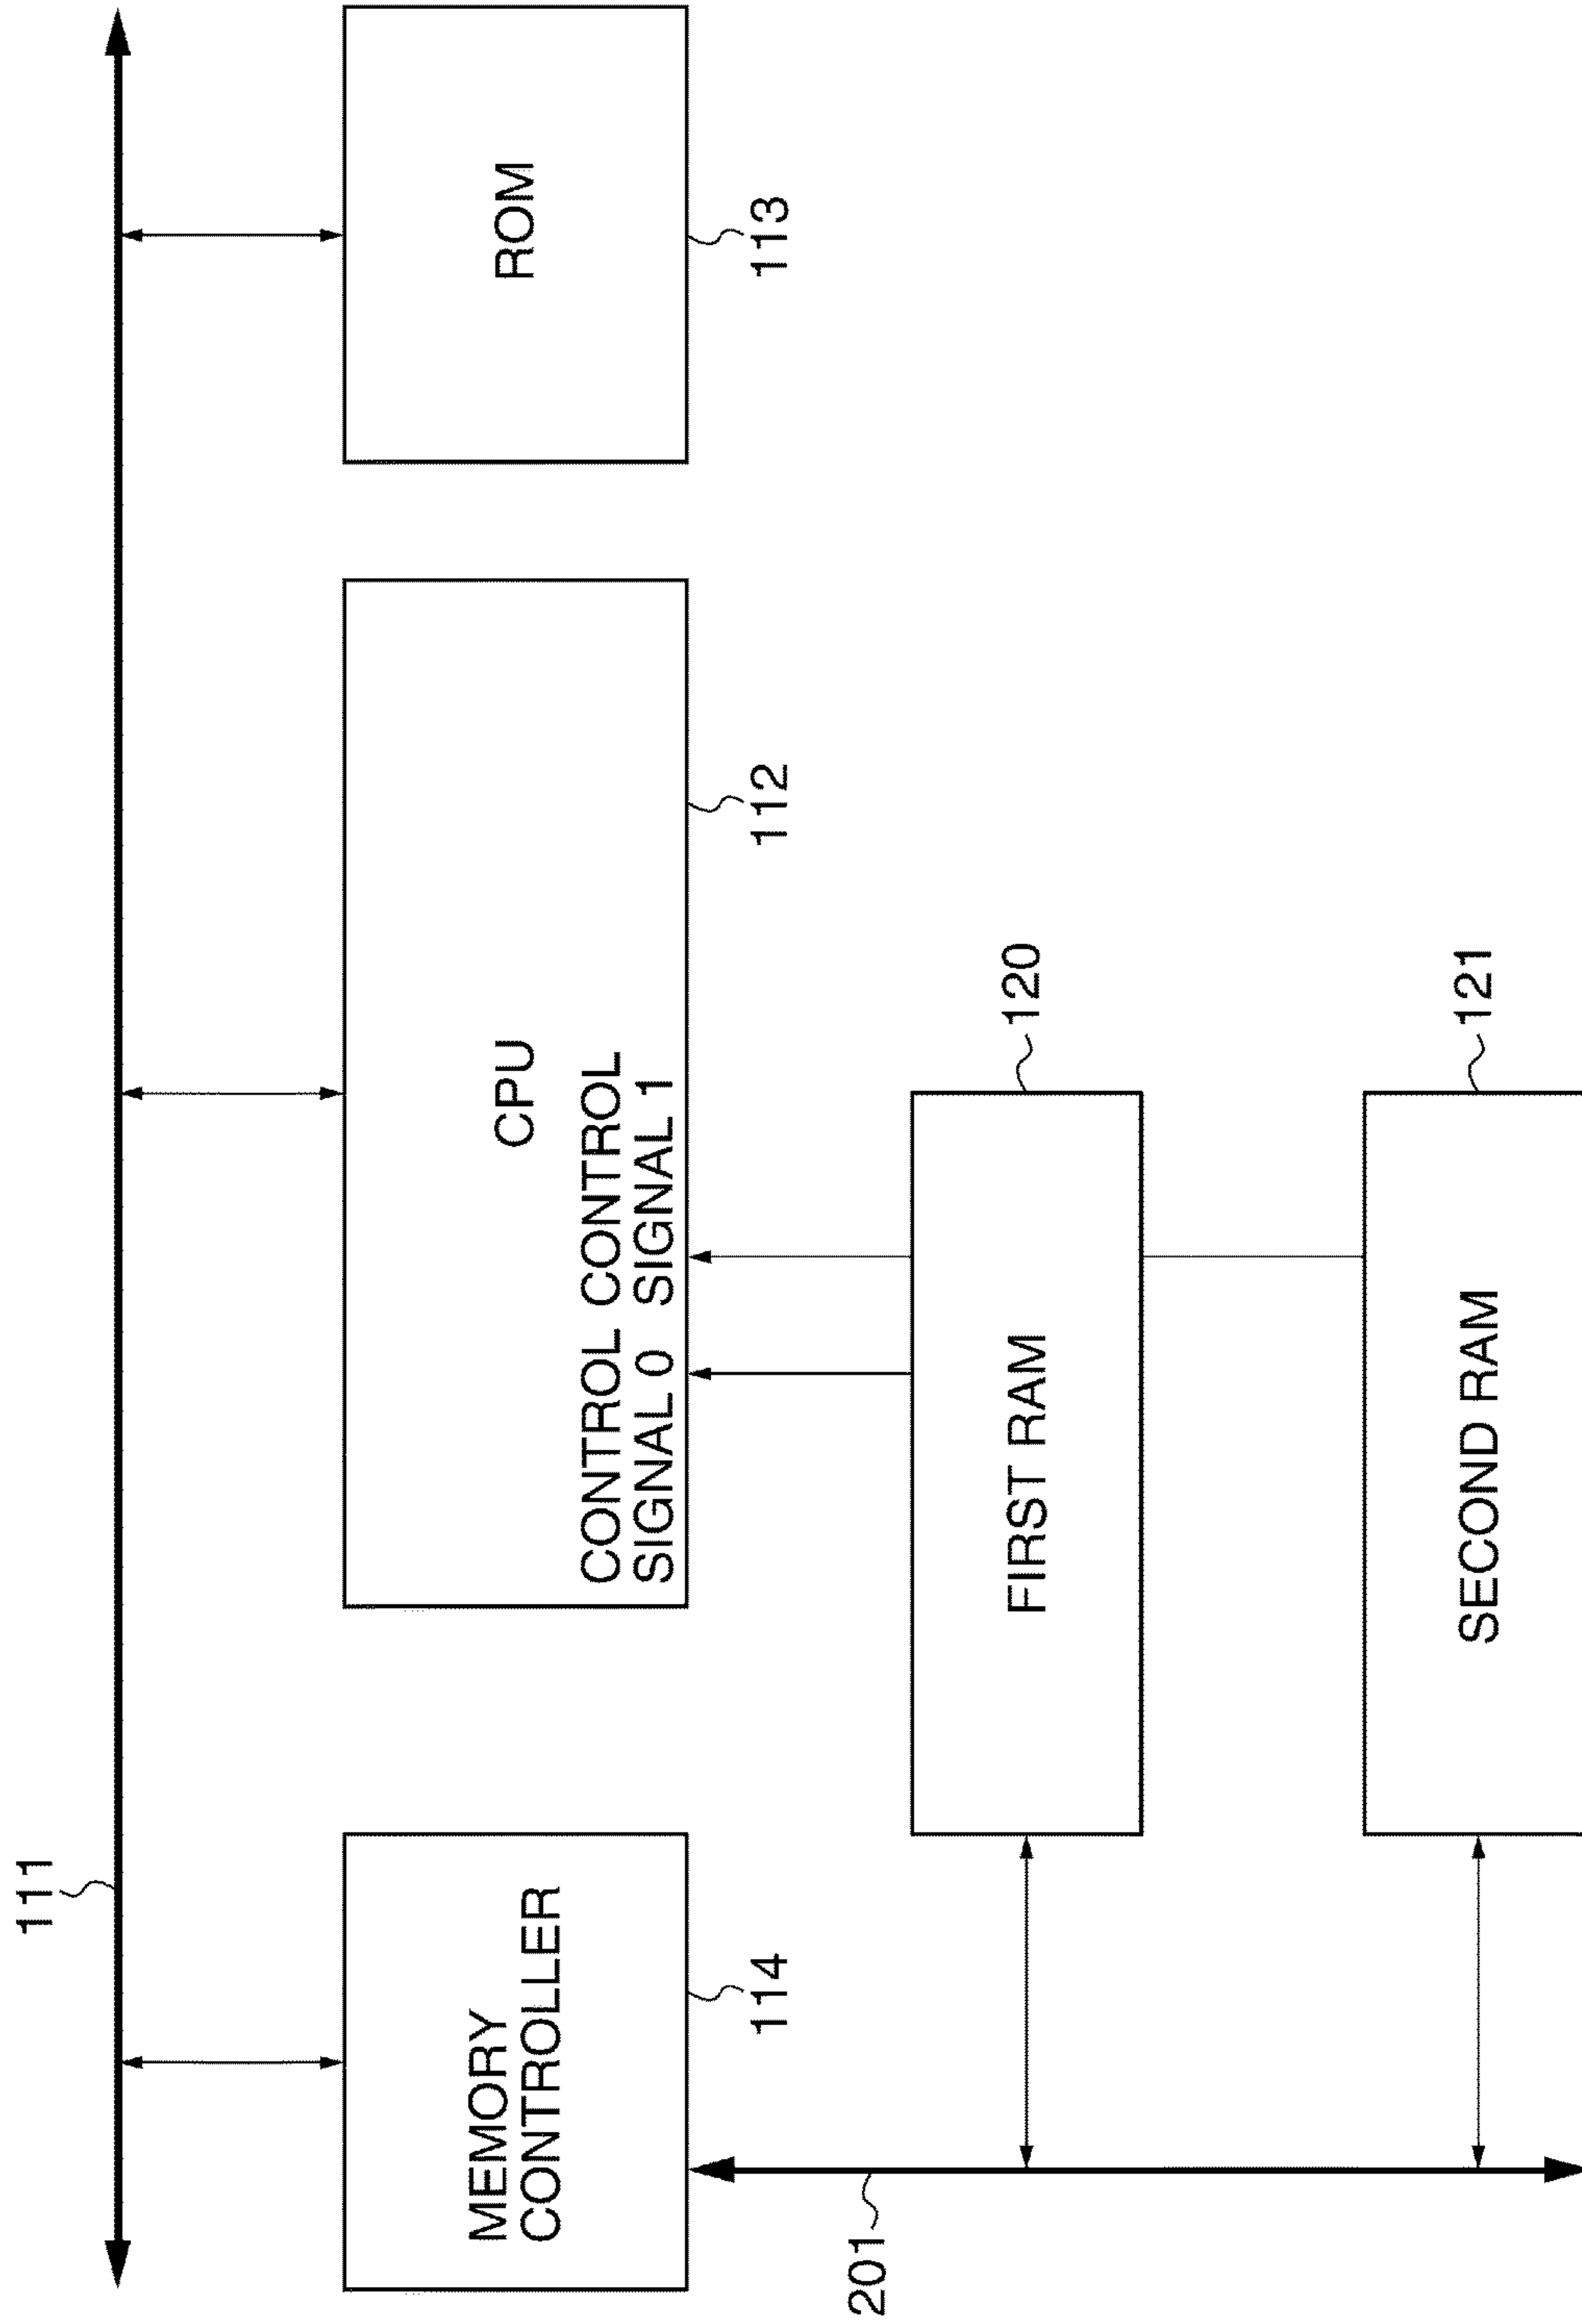 111
MEMORY
CONTROLLER
114
CPU
CONTROL CONTROL
SIGNAL 0 SIGNAL 1
112
ROM
113
201
FIRST RAM
120
SECOND RAM
121